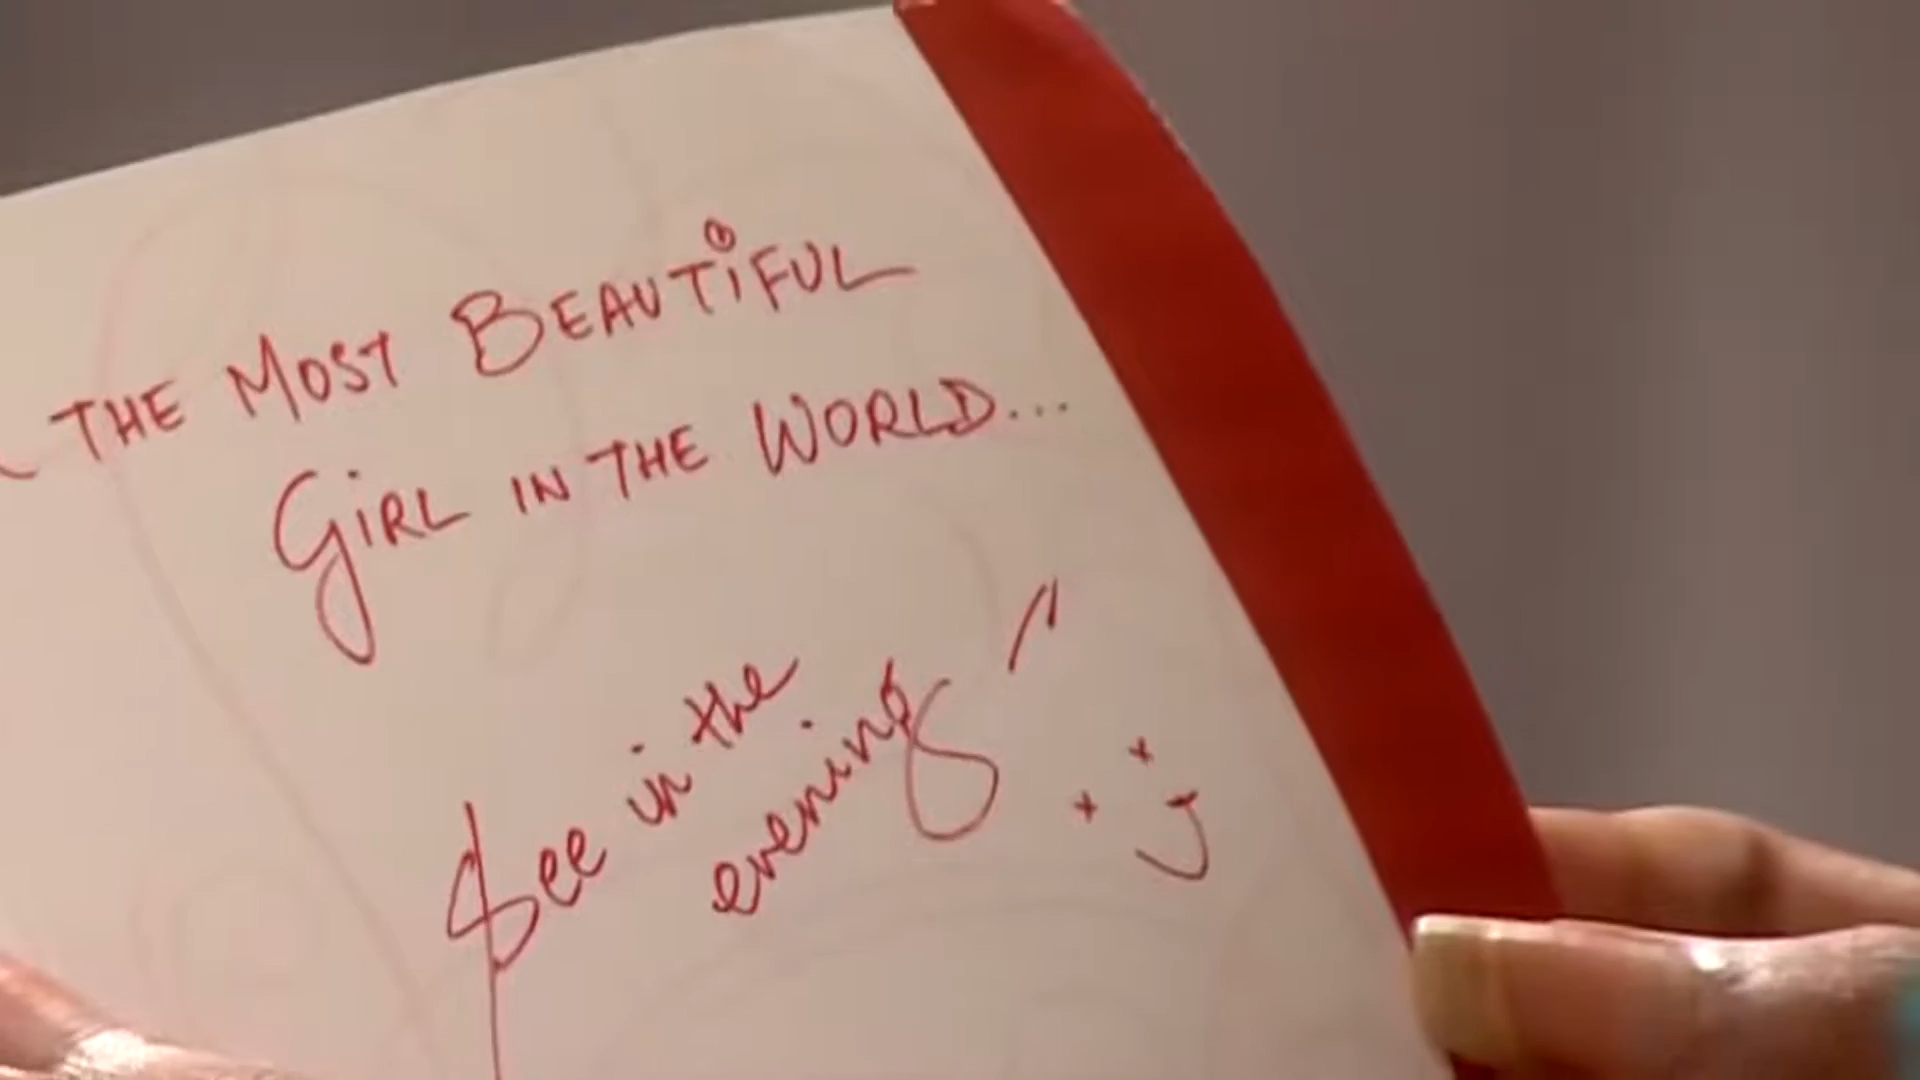 THE MOST BEAUTiFUL
GiRL IN THE WORLD...
See in the
evening "